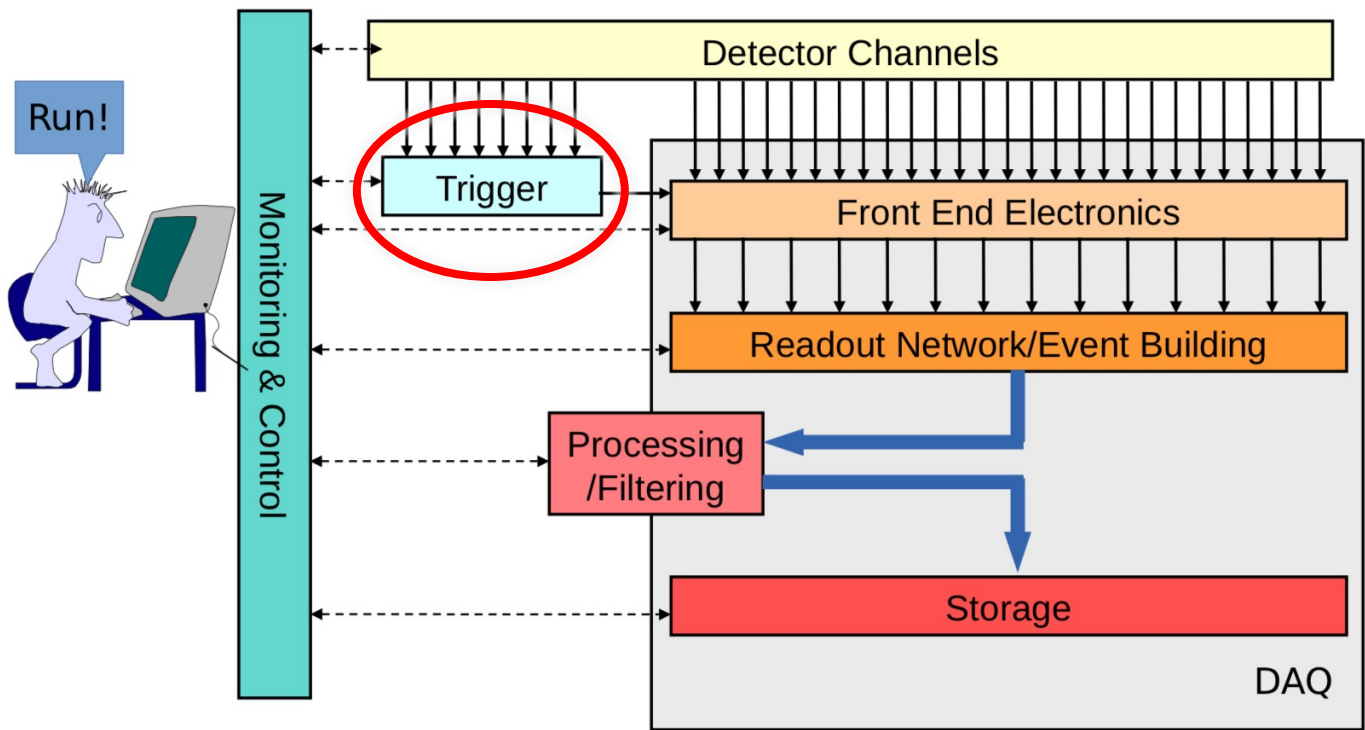 Detector Channels
Run!
Trigger
Front End Electronics
Monitoring & Control
Readout Network/Event Building
Processing
/Filtering
Storage
DAQ